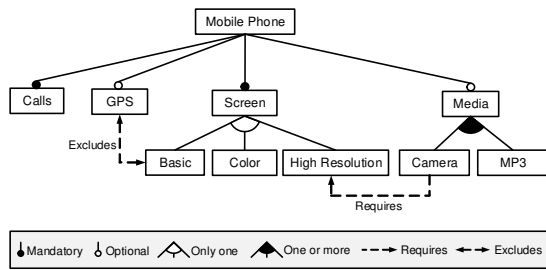 Mobile Phone
Calls
GPS
Screen
Media
Excludes
Basic
Color
High Resolution
Camera
MP3
Requires
Mandatory
Optional
Only one
One or more
Requires
Excludes